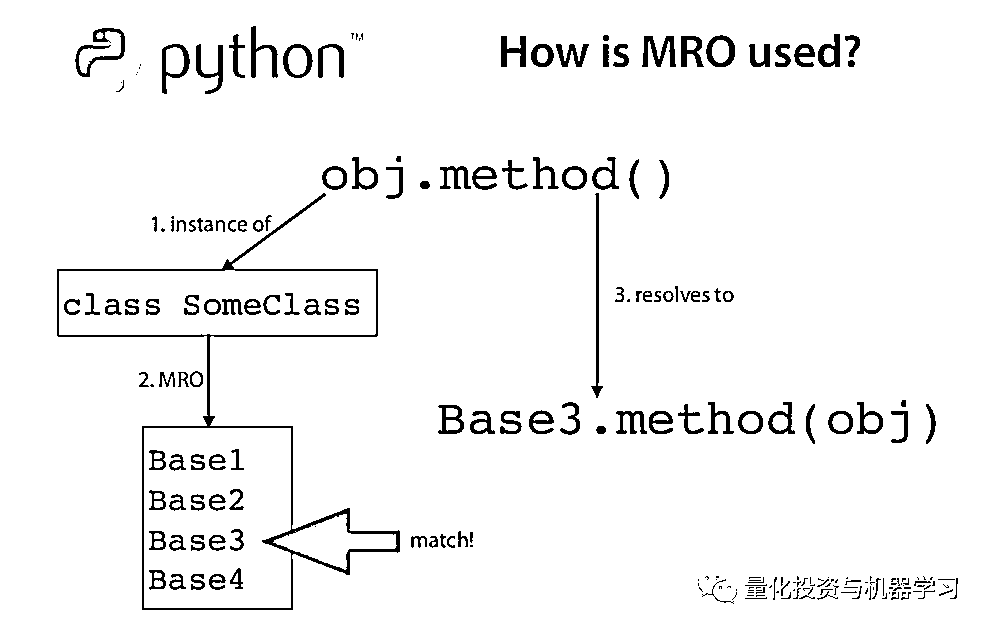 python™
How is MRO used?
obj.method()
1. instance of
class SomeClass
3. resolves to
2. MRO
Base3.method(obj)
Base1
Base2
Base3
Base4
match!
量化投资与机器学习